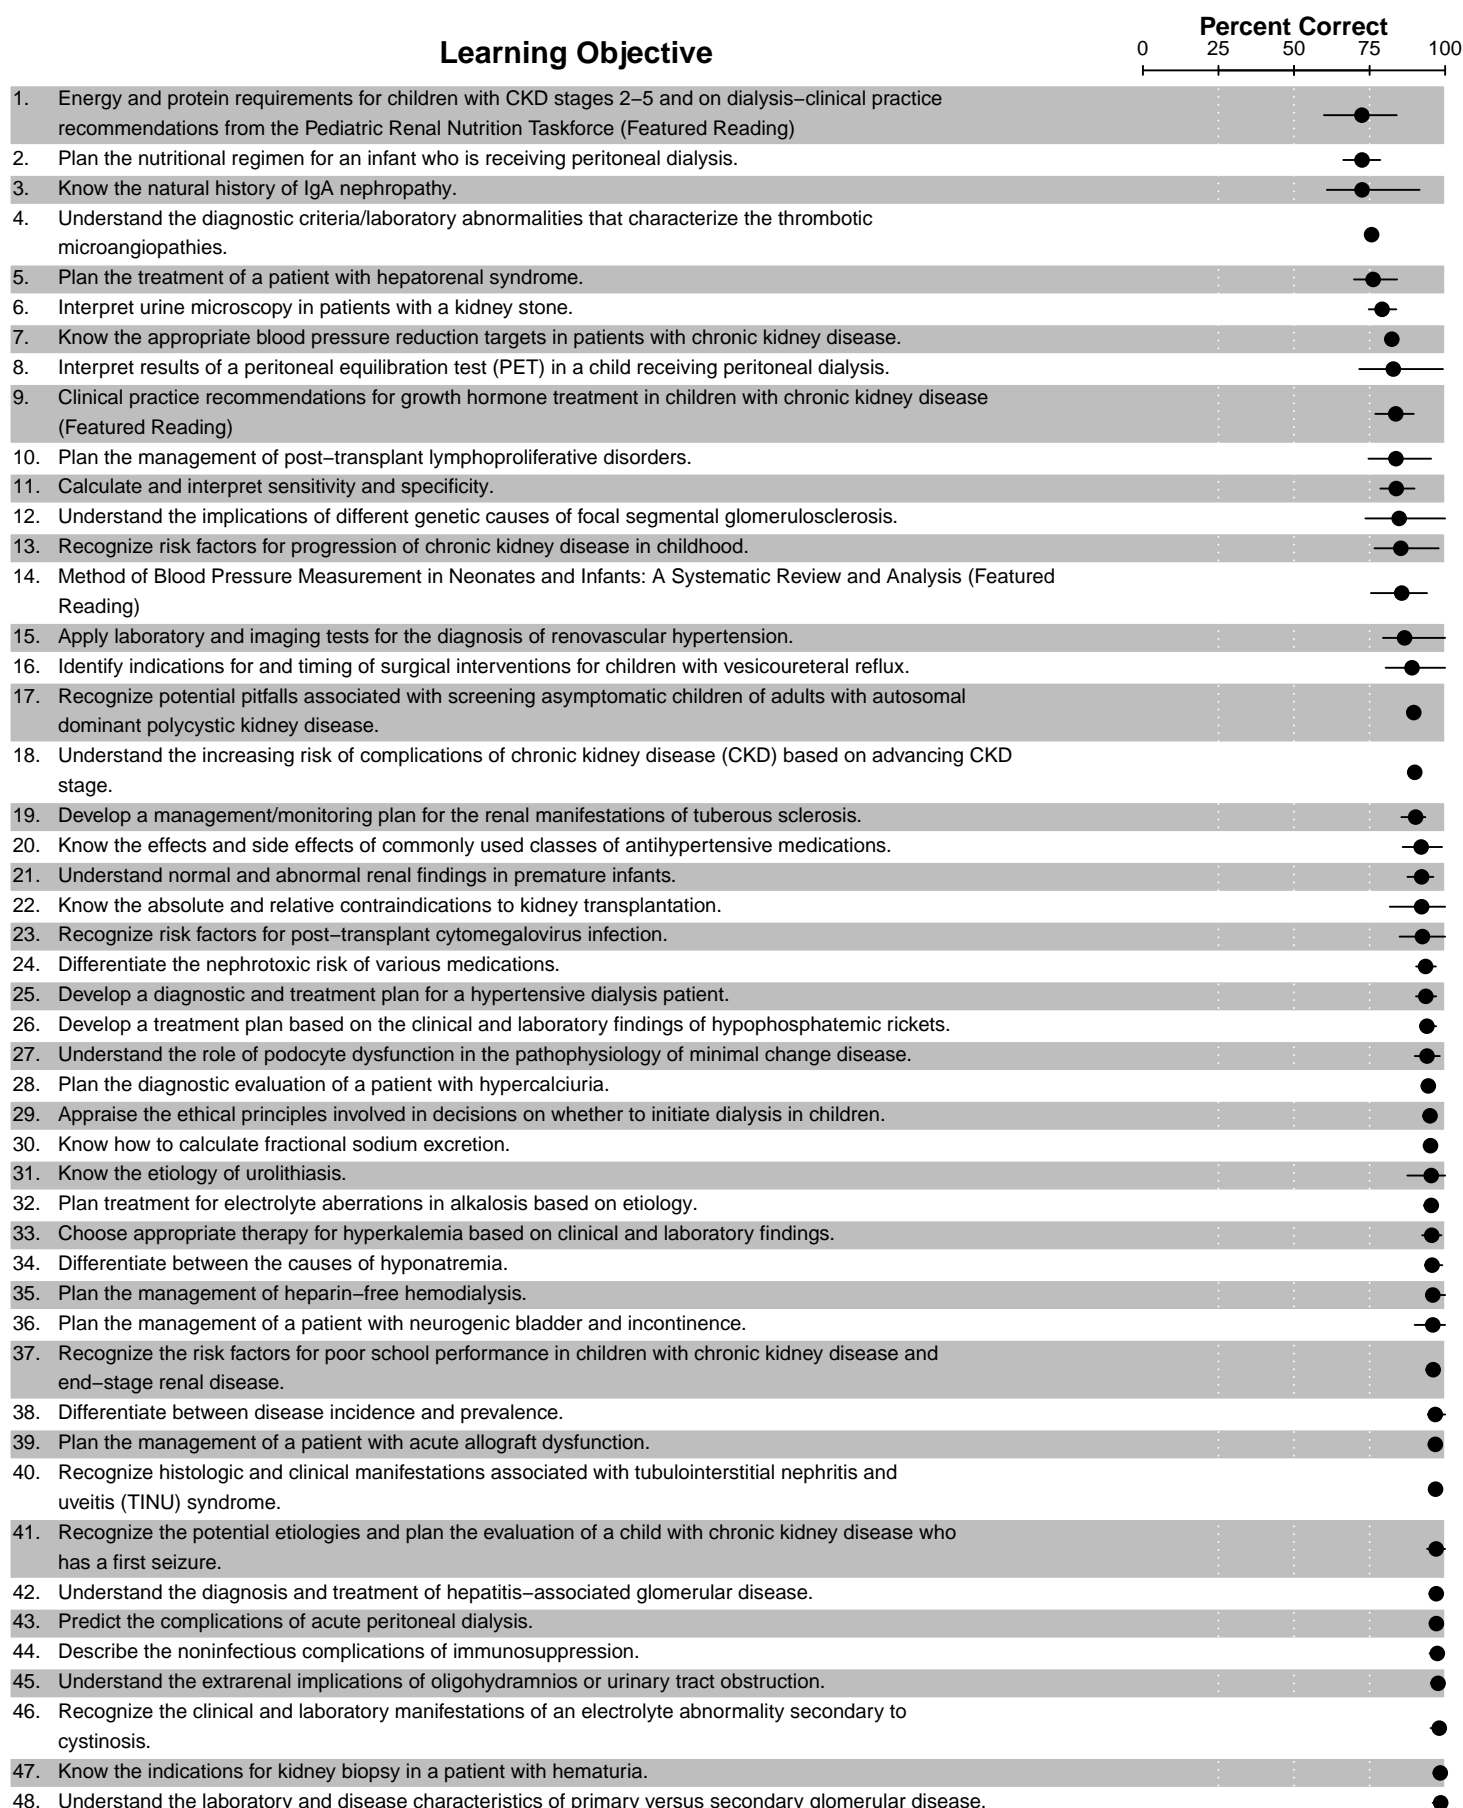 Percent Correct
Learning Objective
0 25 50 75 100
1. Energy and protein requirements for children with CKD stages 2−5 and on dialysis−clinical practice
recommendations from the Pediatric Renal Nutrition Taskforce (Featured Reading)
2. Plan the nutritional regimen for an infant who is receiving peritoneal dialysis.
3. Know the natural history of IgA nephropathy.
4. Understand the diagnostic criteria/laboratory abnormalities that characterize the thrombotic
microangiopathies.
5. Plan the treatment of a patient with hepatorenal syndrome.
6. Interpret urine microscopy in patients with a kidney stone.
7. Know the appropriate blood pressure reduction targets in patients with chronic kidney disease.
8. Interpret results of a peritoneal equilibration test (PET) in a child receiving peritoneal dialysis.
9. Clinical practice recommendations for growth hormone treatment in children with chronic kidney disease
(Featured Reading)
10. Plan the management of post−transplant lymphoproliferative disorders.
11. Calculate and interpret sensitivity and specificity.
12. Understand the implications of different genetic causes of focal segmental glomerulosclerosis.
13. Recognize risk factors for progression of chronic kidney disease in childhood.
14. Method of Blood Pressure Measurement in Neonates and Infants: A Systematic Review and Analysis (Featured
Reading)
15. Apply laboratory and imaging tests for the diagnosis of renovascular hypertension.
16. Identify indications for and timing of surgical interventions for children with vesicoureteral reflux.
17. Recognize potential pitfalls associated with screening asymptomatic children of adults with autosomal
dominant polycystic kidney disease.
18. Understand the increasing risk of complications of chronic kidney disease (CKD) based on advancing CKD
stage.
19. Develop a management/monitoring plan for the renal manifestations of tuberous sclerosis.
20. Know the effects and side effects of commonly used classes of antihypertensive medications.
21. Understand normal and abnormal renal findings in premature infants.
22. Know the absolute and relative contraindications to kidney transplantation.
23. Recognize risk factors for post−transplant cytomegalovirus infection.
24. Differentiate the nephrotoxic risk of various medications.
25. Develop a diagnostic and treatment plan for a hypertensive dialysis patient.
26. Develop a treatment plan based on the clinical and laboratory findings of hypophosphatemic rickets.
27. Understand the role of podocyte dysfunction in the pathophysiology of minimal change disease.
28. Plan the diagnostic evaluation of a patient with hypercalciuria.
29. Appraise the ethical principles involved in decisions on whether to initiate dialysis in children.
30. Know how to calculate fractional sodium excretion.
31. Know the etiology of urolithiasis.
32. Plan treatment for electrolyte aberrations in alkalosis based on etiology.
33. Choose appropriate therapy for hyperkalemia based on clinical and laboratory findings.
34. Differentiate between the causes of hyponatremia.
35. Plan the management of heparin−free hemodialysis.
36. Plan the management of a patient with neurogenic bladder and incontinence.
37. Recognize the risk factors for poor school performance in children with chronic kidney disease and
end−stage renal disease.
38. Differentiate between disease incidence and prevalence.
39. Plan the management of a patient with acute allograft dysfunction.
40. Recognize histologic and clinical manifestations associated with tubulointerstitial nephritis and
uveitis (TINU) syndrome.
41. Recognize the potential etiologies and plan the evaluation of a child with chronic kidney disease who
has a first seizure.
42. Understand the diagnosis and treatment of hepatitis−associated glomerular disease.
43. Predict the complications of acute peritoneal dialysis.
44. Describe the noninfectious complications of immunosuppression.
45. Understand the extrarenal implications of oligohydramnios or urinary tract obstruction.
46. Recognize the clinical and laboratory manifestations of an electrolyte abnormality secondary to
cystinosis.
47. Know the indications for kidney biopsy in a patient with hematuria.
48. Understand the laboratory and disease characteristics of primary versus secondary glomerular disease.